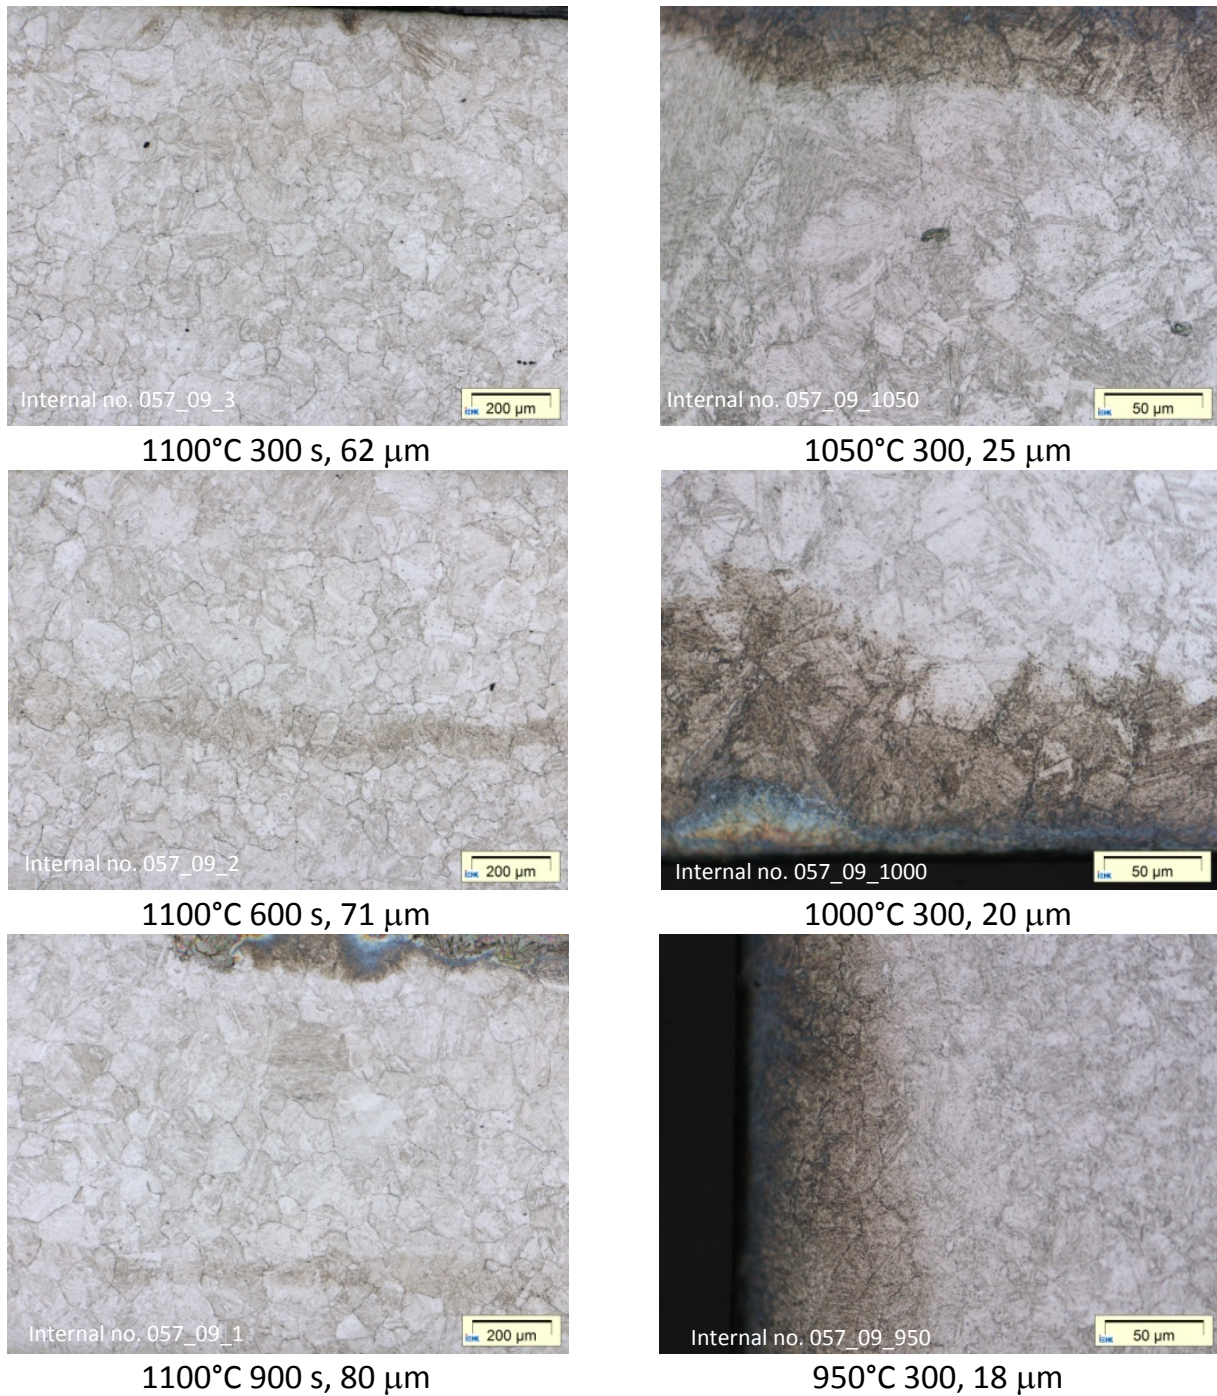 Internal no. 057_09_3
200 µm
1100°C 300 s, 62 µm
Internal no. 057_09_1050
50 µm
1050°C 300, 25 µm
Internal no. 057_09_2
200 µm
1100°C 600 s, 71 µm
Internal no. 057_09_1000
50 µm
1000°C 300, 20 µm
Internal no. 057_09_1
200 µm
1100°C 900 s, 80 µm
Internal no. 057_09_950
50 µm
950°C 300, 18 µm